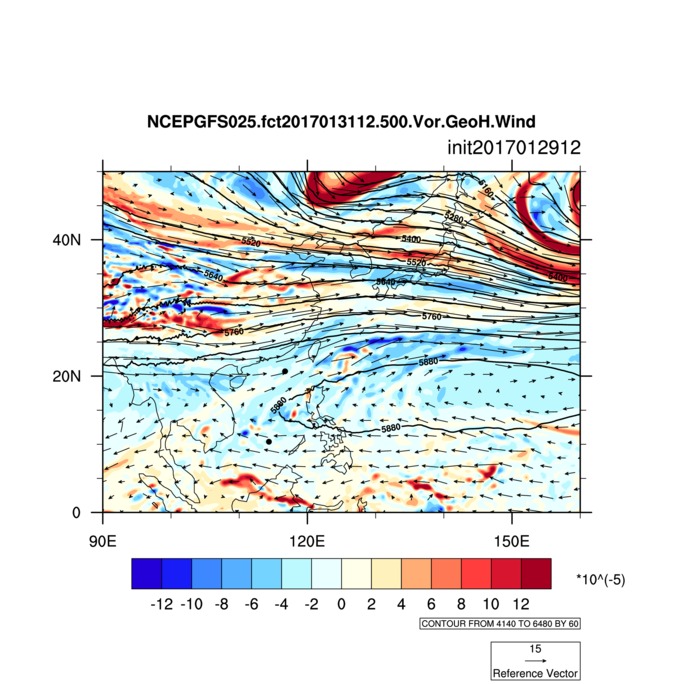 NCEPGFS025.fct2017013112.500.Vor.GeoH.Wind
init2017012912
5160
5280
40N
5400
5520
5520
5400
5640
5640
5760
5760
5880
20N
5880
5880
0
90E 120E 150E
-12 -10 -8 -6 -4 -2 0 2 4 6 8 10 12
*10^(-5)
CONTOUR FROM 4140 TO 6480 BY 60
15
Reference Vector